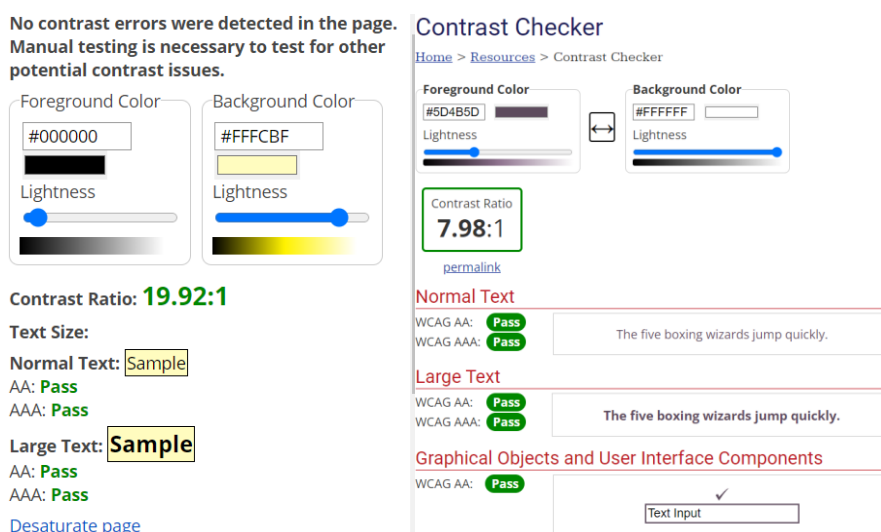 No contrast errors were detected in the page.
Manual testing is necessary to test for other
potential contrast issues.
Foreground Color
#000000
Lightness
Background Color
#FFFCBF
Lightness
Contrast Ratio: 19.92:1
Text Size:
Normal Text: Sample
AA: Pass
AAA: Pass
Large Text: Sample
AA: Pass
AAA: Pass
Desaturate page
Contrast Checker
Home > Resources > Contrast Checker
Foreground Color
#5D4B5D
Lightness
Background Color
#FFFFFF
Lightness
Contrast Ratio
7.98:1
permalink
Normal Text
WCAG AA: Pass
WCAG AAA: Pass
The five boxing wizards jump quickly.
Large Text
WCAG AA: Pass
WCAG AAA: Pass
The five boxing wizards jump quickly.
Graphical Objects and User Interface Components
WCAG AA: Pass
Text Input